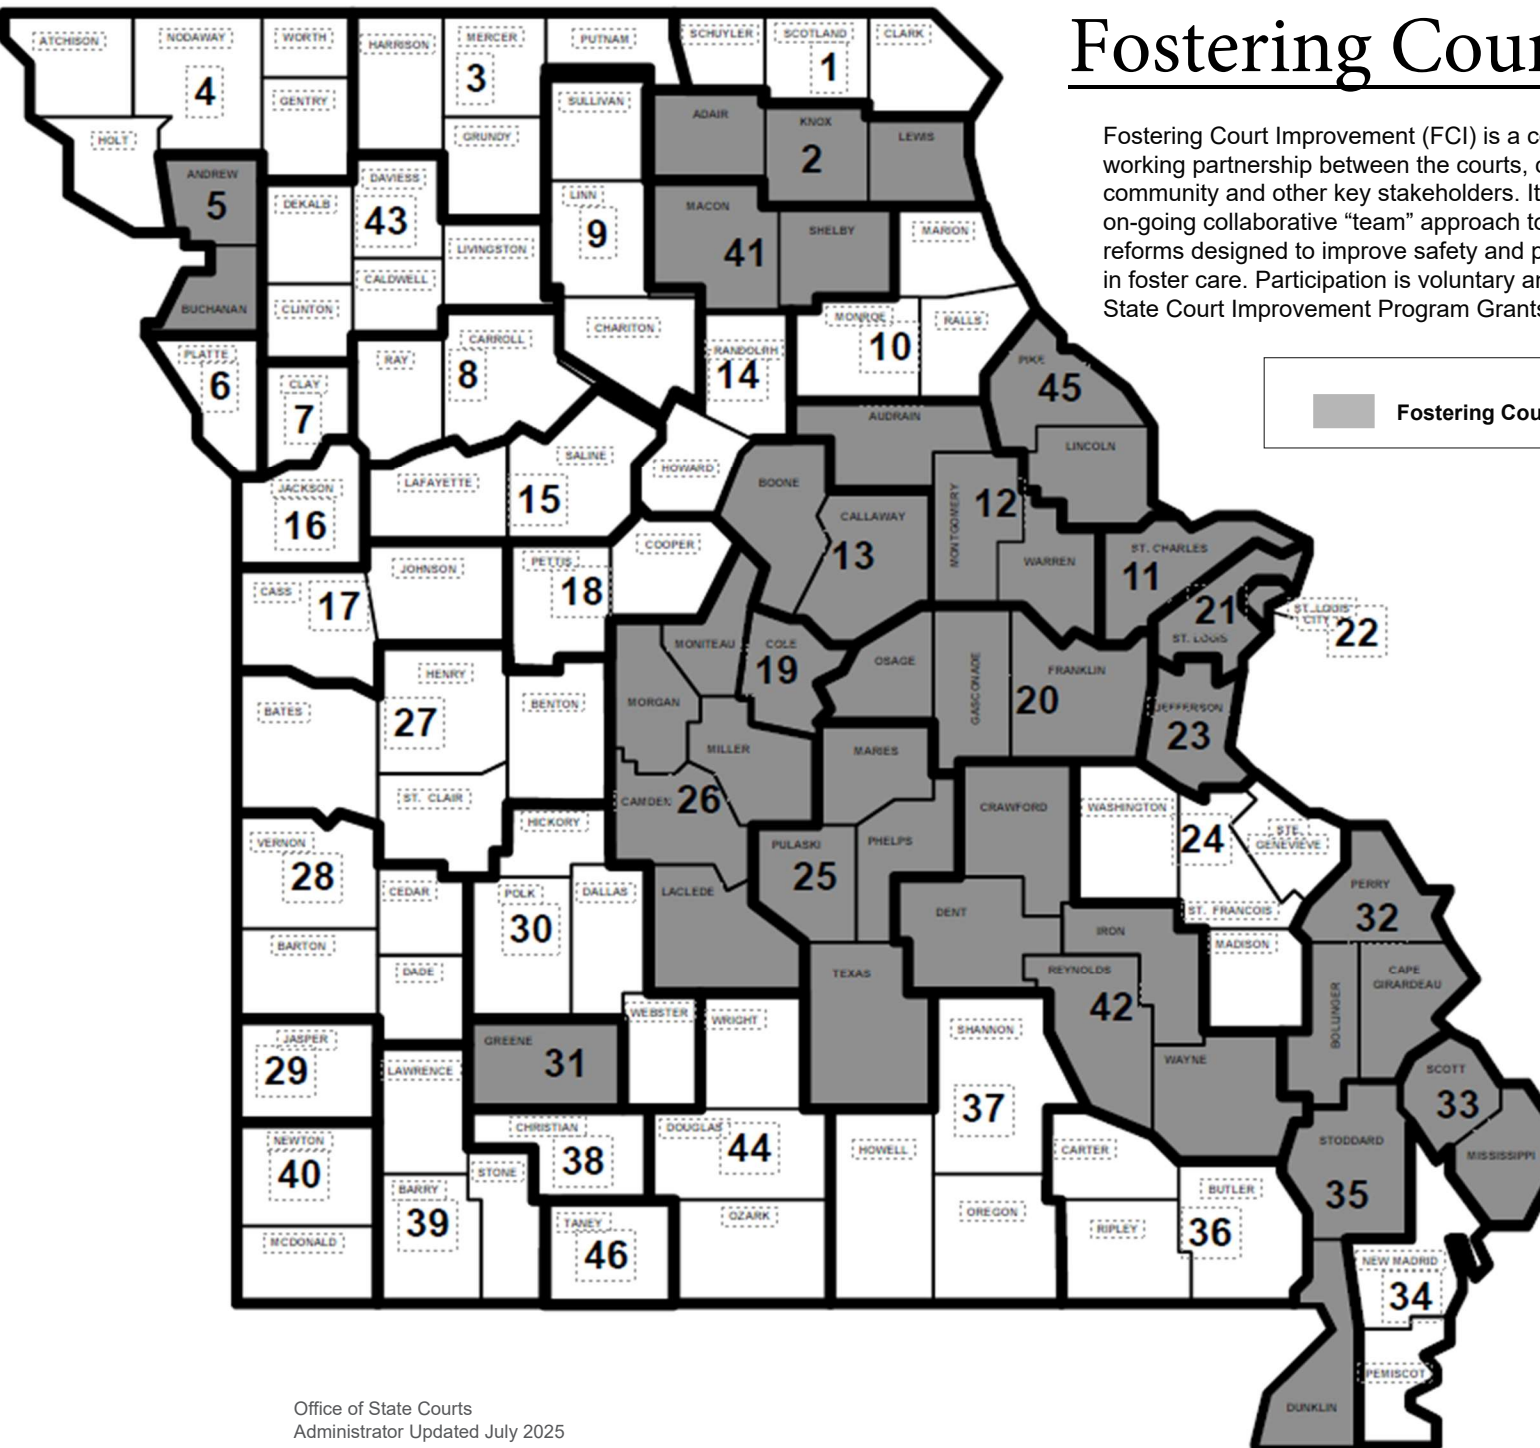 Fostering Cour
Fostering Court Improvement (FCI) is a c
working partnership between the courts, c
community and other key stakeholders. It
on-going collaborative “team” approach to
reforms designed to improve safety and p
in foster care. Participation is voluntary ar
State Court Improvement Program Grants
Fostering Cou
ATCHISON
NODAWAY
WORTH
HARRISON
MERCER
PUTNAM
SCHUYLER
SCOTLAND
CLARK
4
3
1
GENTRY
SULLIVAN
HOLT
GRUNDY
ADAIR
KNOX
LEWIS
2
ANDREW
5
DEKALB
DAVIESS
43
LINN
9
MACON
41
SHELBY
MARION
LIVINGSTON
CALDWELL
BUCHANAN
CLINTON
CHARITON
MONROE
10
RALLS
PLATTE
6
CLAY
7
RAY
CARROLL
8
RANDOLPH
14
PIKE
45
AUDRAIN
LINCOLN
SALINE
HOWARD
JACKSON
16
LAFAYETTE
15
BOONE
CALLAWAY
13
MONTGOMERY
12
COOPER
WARREN
ST. CHARLES
11
JOHNSON
PETTIS
18
CASS
17
21
ST. LOUIS
ST. LOUIS
CITY
22
MONITEAU
COLE
19
OSAGE
GASCONADE
FRANKLIN
20
HENRY
27
BENTON
MORGAN
BATES
JEFFERSON
23
MILLER
MARIES
ST. CLAIR
CAMDEN
26
CRAWFORD
WASHINGTON
24
HICKORY
STE.
GENEVIEVE
VERNON
28
PULASKI
25
PHELPS
CEDAR
POLK
30
DALLAS
LACLEDE
DENT
ST. FRANCOIS
PERRY
32
BARTON
IRON
MADISON
DADE
TEXAS
REYNOLDS
42
CAPE
GIRARDEAU
BOLLINGER
WEBSTER
WRIGHT
SHANNON
JASPER
29
GREENE
31
LAWRENCE
WAYNE
SCOTT
33
37
NEWTON
40
CHRISTIAN
38
DOUGLAS
44
HOWELL
CARTER
STODDARD
MISSISSIPPI
STONE
BARRY
39
35
BUTLER
36
TANEY
46
OZARK
OREGON
RIPLEY
MCDONALD
NEW MADRID
34
PEMISCOT
DUNKLIN
Office of State Courts
Administrator Updated July 2025